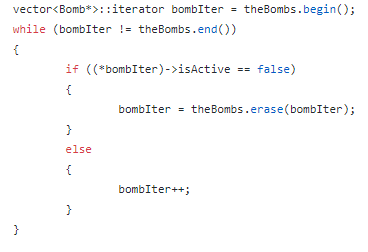 vector<Bomb*>::iterator bombIter = theBombs.begin();
while (bombIter != theBombs.end())
{
        if ((*bombIter)->isActive == false)
        {
                bombIter = theBombs.erase(bombIter);
        }
        else
        {
                bombIter++;
        }
}